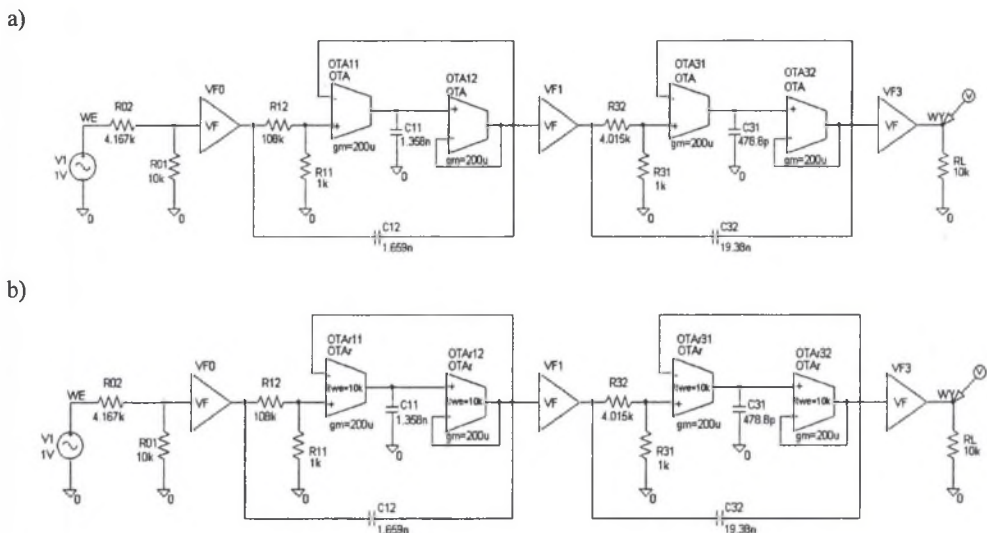 a)
OTA11
OTA
OTA12
OTA
OTA31
OTA
OTA32
OTA
WE
R02
4.167k
VF0
VF
R12
108k
C11
1.358n
gm=200u
gm=200u
VF1
VF
R32
4.015k
C31
478.8p
gm=200u
gm=200u
VF3
VF
WY
V
V1
1V
R01
10k
R11
1k
R31
1k
RL
10k
0
0
0
0
0
0
0
C12
1.659n
C32
19.38n
b)
OTAr11
OTAr
OTAr12
OTAr
OTAr31
OTAr
OTAr32
OTAr
WE
R02
4.167k
VF0
VF
R12
108k
ltwe=10k
C11
1.358n
ltwe=10k
gm=200u
gm=200u
VF1
VF
R32
4.015k
ltwe=10k
C31
478.8p
ltwe=10k
gm=200u
gm=200u
VF3
VF
WY
V
V1
1V
R01
10k
R11
1k
R31
1k
RL
10k
0
0
0
0
0
0
0
C12
1.659n
C32
19.38n